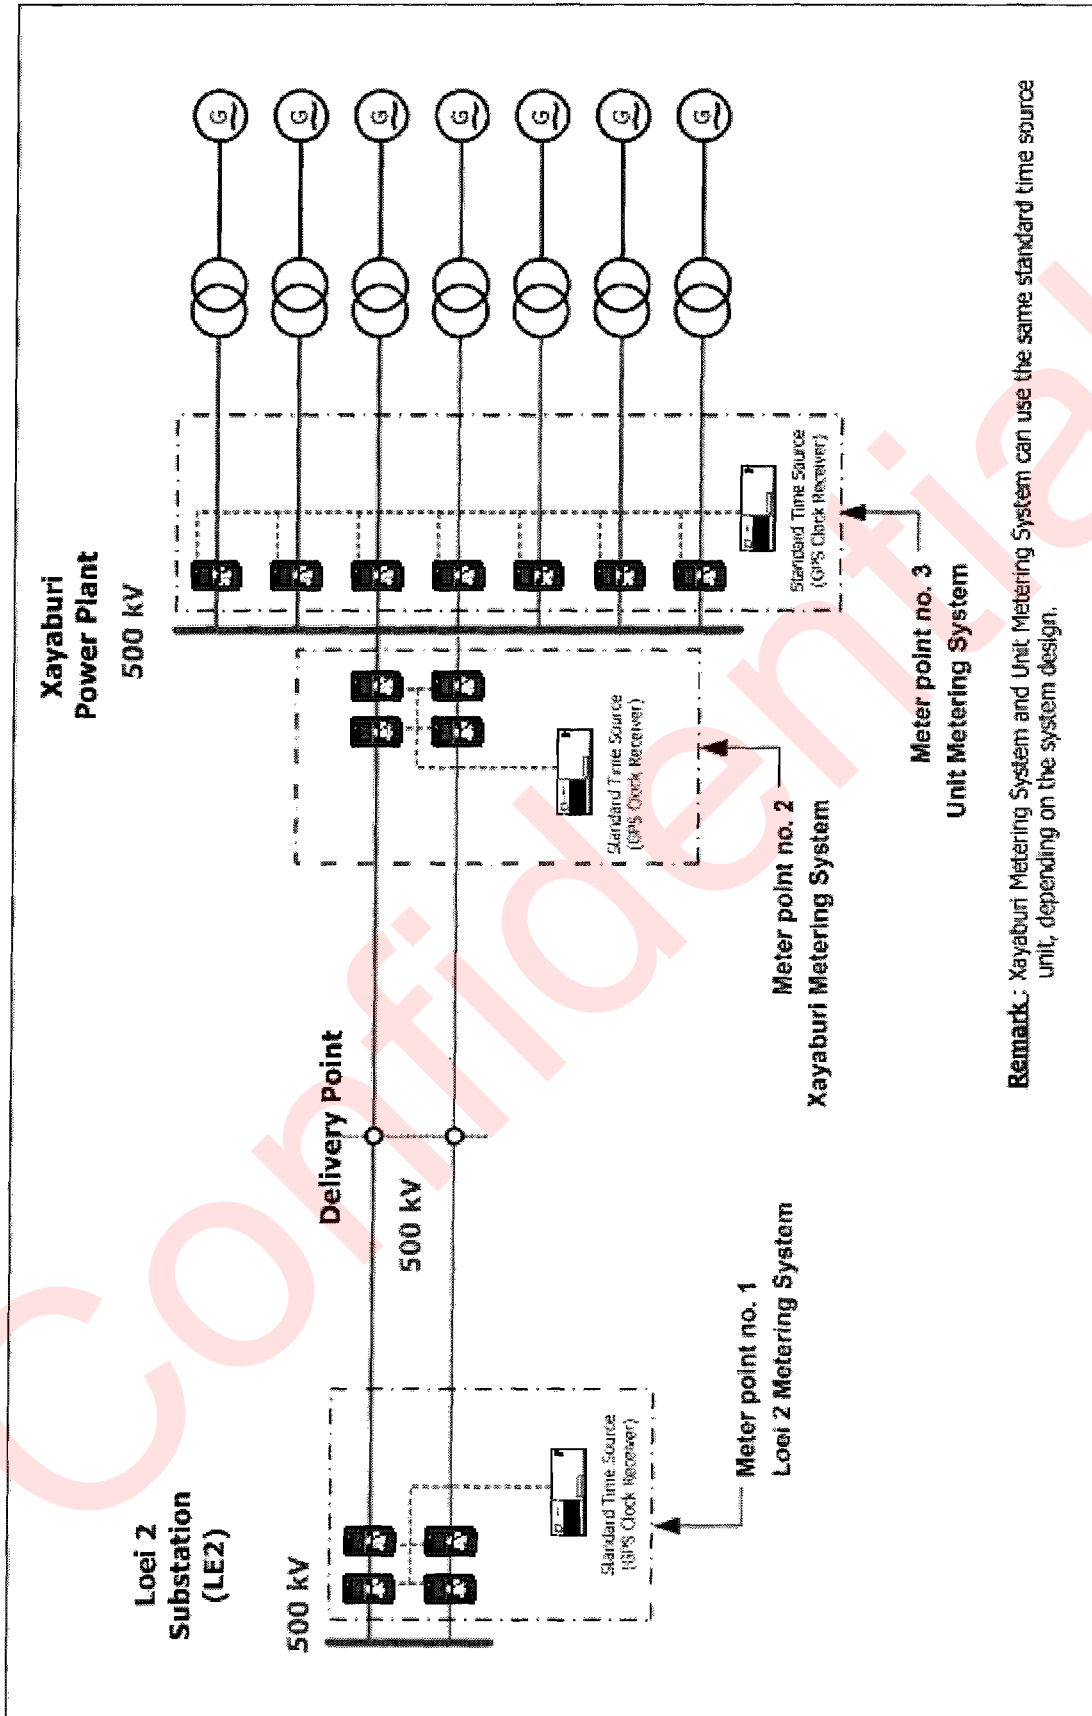 Xayaburi
Power Plant
500 kV
G
G
G
G
G
G
G
Standard Time Source
(GPS Clock Receiver)
Meter point no. 3
Unit Metering System
Standard Time Source
(GPS Clock Receiver)
Meter point no. 2
Xayaburi Metering System
Delivery Point
500 kV
Loei 2
Substation
(LE2)
500 kV
Standard Time Source
(GPS Clock Receiver)
Meter point no. 1
Loei 2 Metering System
Remark : Xayaburi Metering System and Unit Metering System can use the same standard time source
unit, depending on the system design.
Confidential